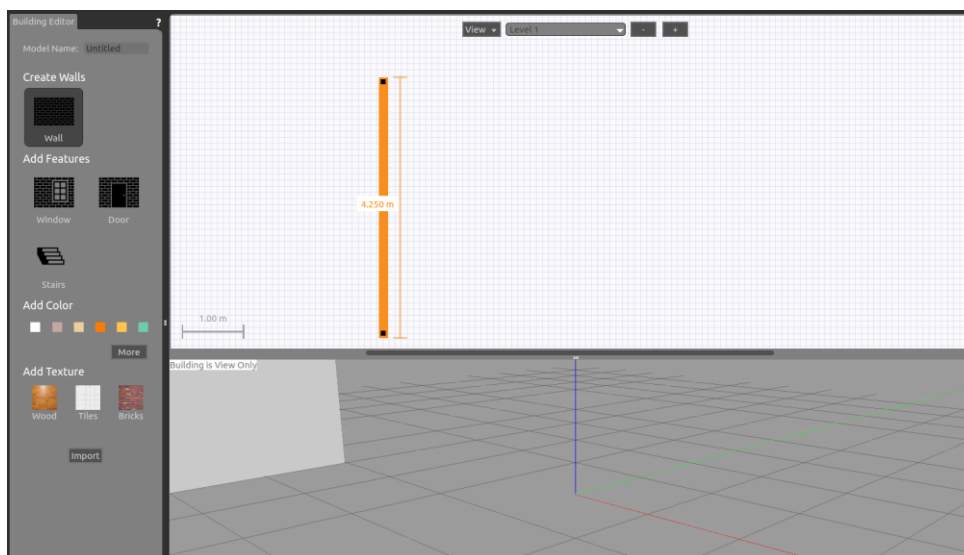 Building Editor
?
Model Name: Untitled
Create Walls
Wall
Add Features
Window Door
Stairs
Add Color
More
Add Texture
Wood Tiles Bricks
Import
View Level 1 - +
4.250 m
1.00 m
Building is View Only